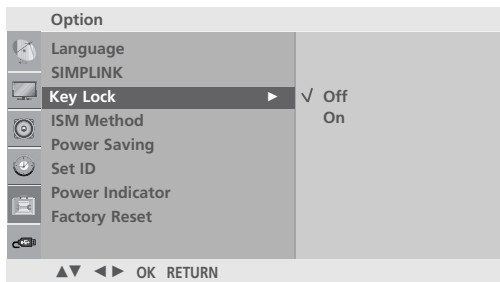 Option
Language
SIMPLINK
Key Lock ► √ Off
ISM Method On
Power Saving
Set ID
Power Indicator
Factory Reset
▲▼ ◄► OK RETURN